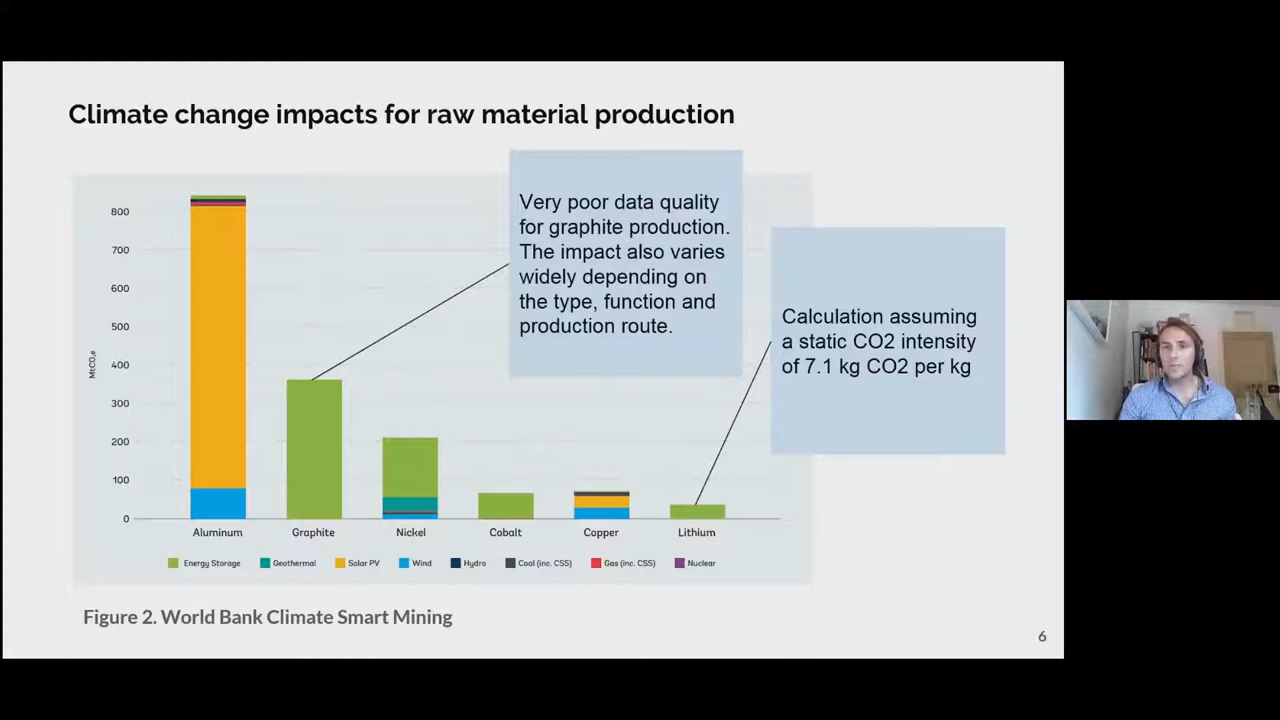 Climate change impacts for raw material production
Very poor data quality
for graphite production.
The impact also varies
widely depending on
the type, function and
production route.
Calculation assuming
a static CO2 intensity
of 7.1 kg CO2 per kg
MtCO₂e
800
700
600
500
400
300
200
100
0
Aluminum Graphite Nickel Cobalt Copper Lithium
Energy Storage Geothermal Solar PV Wind Hydro Coal (inc. CSS) Gas (inc. CSS) Nuclear
Figure 2. World Bank Climate Smart Mining
6